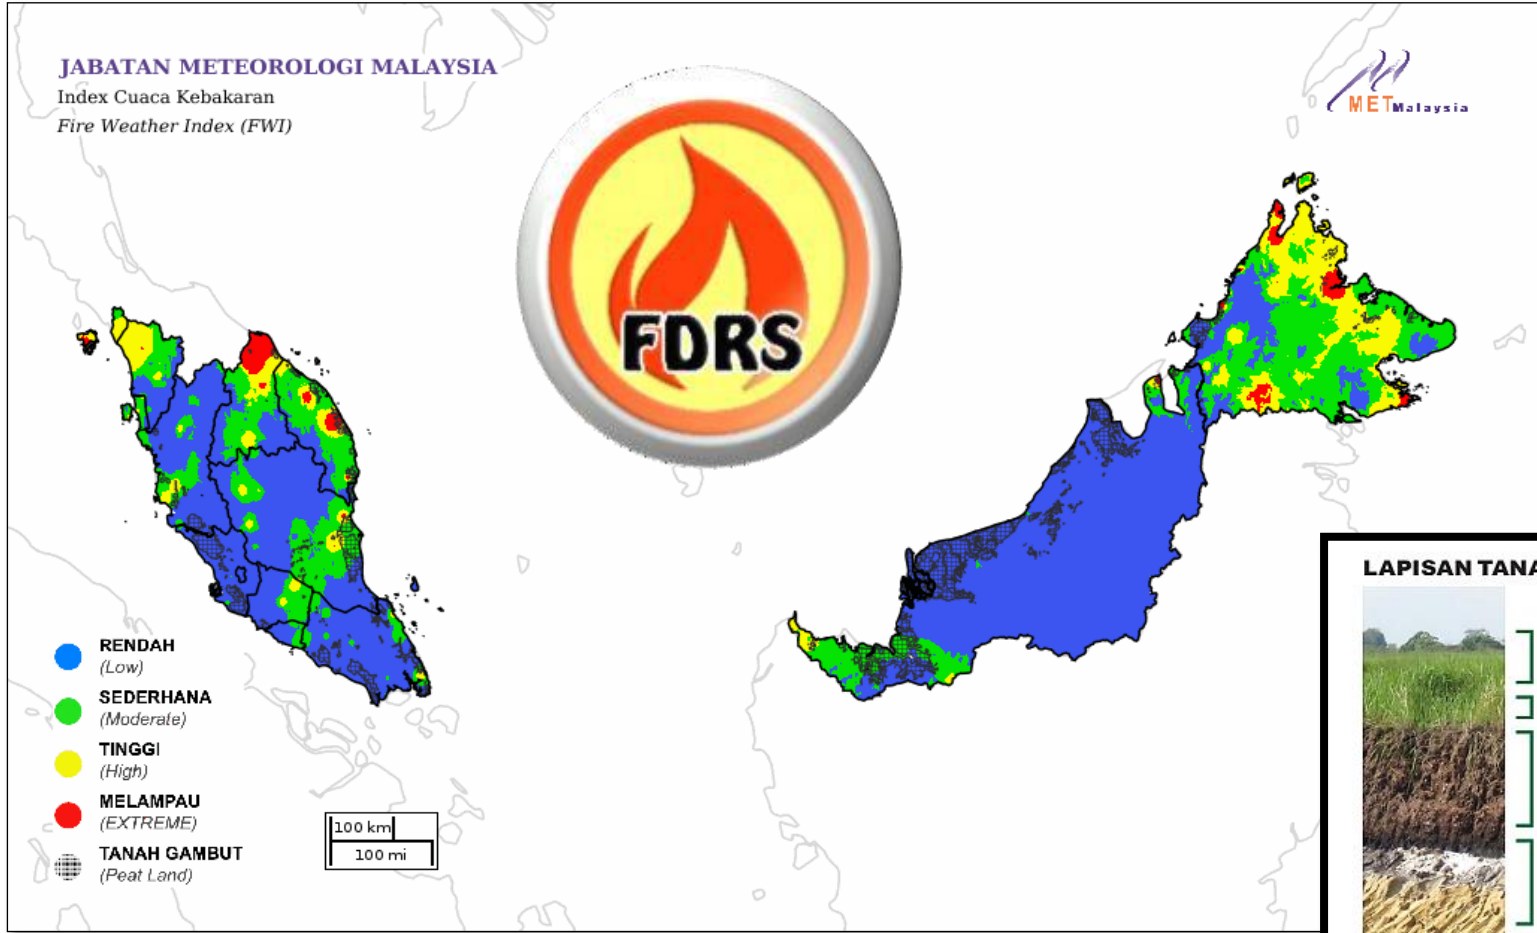 JABATAN METEOROLOGI MALAYSIA
Index Cuaca Kebakaran
Fire Weather Index (FWI)
METMalaysia
FDRS
RENDAH
(Low)
SEDERHANA
(Moderate)
TINGGI
(High)
MELAMPAU
(EXTREME)
TANAH GAMBUT
(Peat Land)
100 km
100 mi
LAPISAN TANA